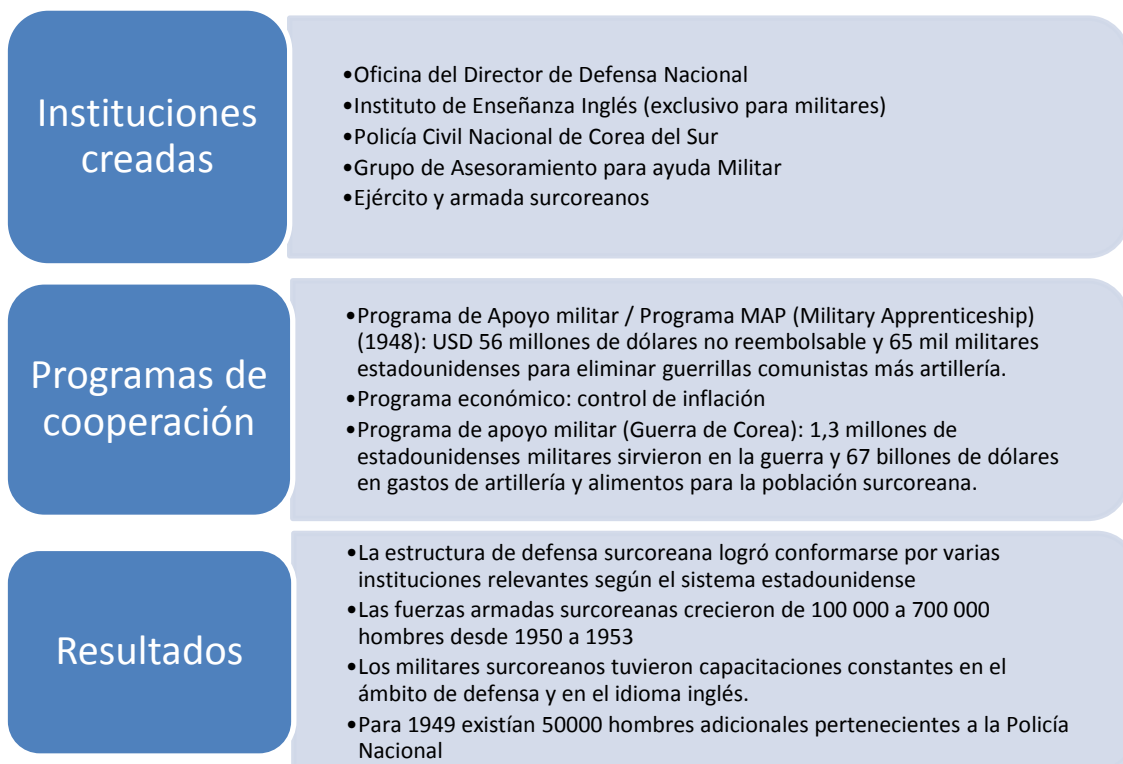 Instituciones
creadas
•Oficina del Director de Defensa Nacional
•Instituto de Enseñanza Inglés (exclusivo para militares)
•Policía Civil Nacional de Corea del Sur
•Grupo de Asesoramiento para ayuda Militar
•Ejército y armada surcoreanos
Programas de
cooperación
•Programa de Apoyo militar / Programa MAP (Military Apprenticeship)
(1948): USD 56 millones de dólares no reembolsable y 65 mil militares
estadounidenses para eliminar guerrillas comunistas más artillería.
•Programa económico: control de inflación
•Programa de apoyo militar (Guerra de Corea): 1,3 millones de
estadounidenses militares sirvieron en la guerra y 67 billones de dólares
en gastos de artillería y alimentos para la población surcoreana.
Resultados
•La estructura de defensa surcoreana logró conformarse por varias
instituciones relevantes según el sistema estadounidense
•Las fuerzas armadas surcoreanas crecieron de 100 000 a 700 000
hombres desde 1950 a 1953
•Los militares surcoreanos tuvieron capacitaciones constantes en el
ámbito de defensa y en el idioma inglés.
•Para 1949 existían 50000 hombres adicionales pertenecientes a la Policía
Nacional